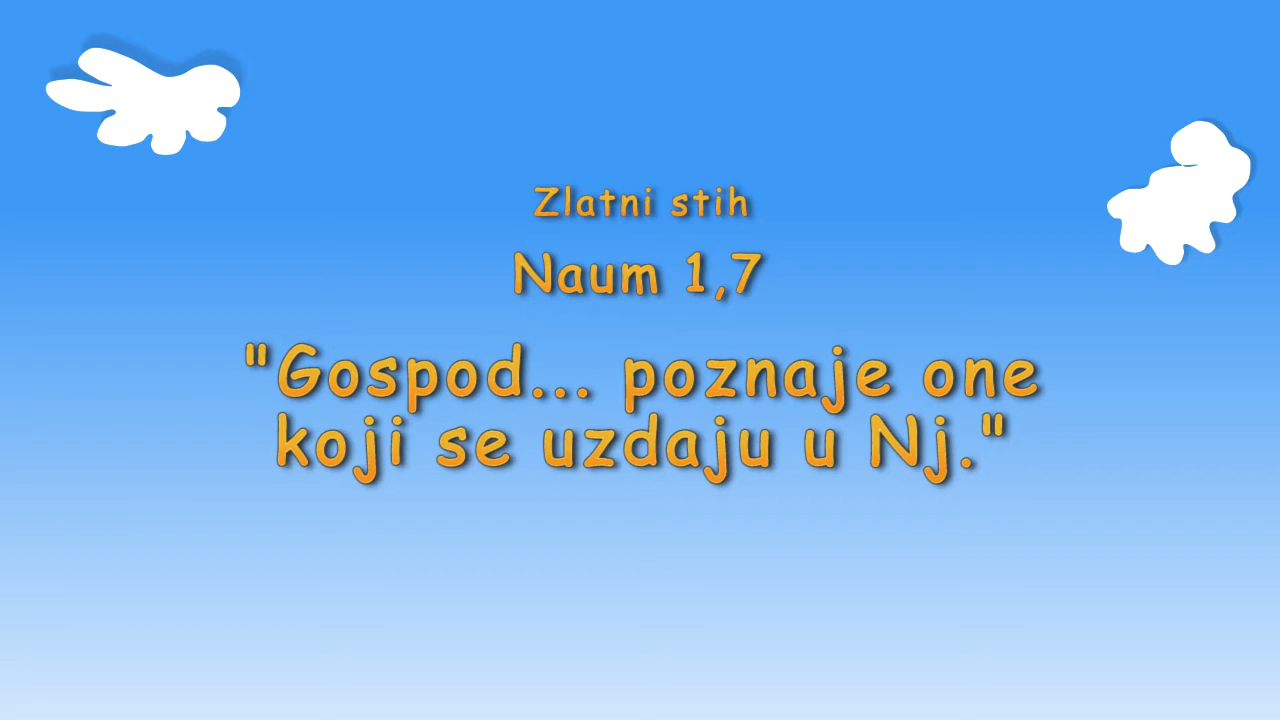 Zlatni stih
Naum 1,7
"Gospod... poznaje one
koji se uzdaju u Nj."